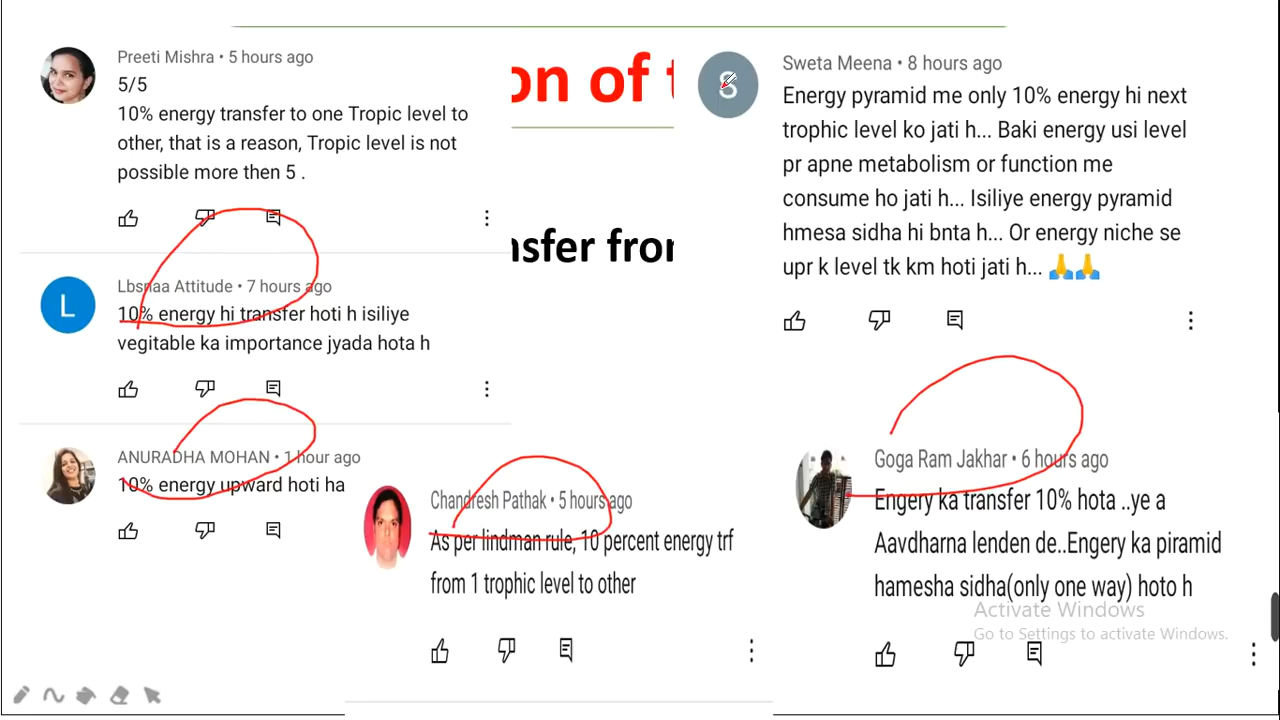 Preeti Mishra • 5 hours ago
5/5
10% energy transfer to one Tropic level to
other, that is a reason, Tropic level is not
possible more then 5 .
Lbsnaa Attitude • 7 hours ago
L
10% energy hi transfer hoti h isiliye
vegitable ka importance jyada hota h
ANURADHA MOHAN • 1 hour ago
10% energy upward hoti ha
on of t
nsfer from
Chandresh Pathak • 5 hours ago
As per lindman rule, 10 percent energy trf
from 1 trophic level to other
S
Sweta Meena • 8 hours ago
Energy pyramid me only 10% energy hi next
trophic level ko jati h... Baki energy usi level
pr apne metabolism or function me
consume ho jati h... Isiliye energy pyramid
hmesa sidha hi bnta h... Or energy niche se
upr k level tk km hoti jati h... 🙏🙏
Goga Ram Jakhar • 6 hours ago
Engery ka transfer 10% hota ..ye a
Aavdharna lenden de..Engery ka piramid
hamesha sidha(only one way) hoto h
Activate Windows
Go to Settings to activate Windows.